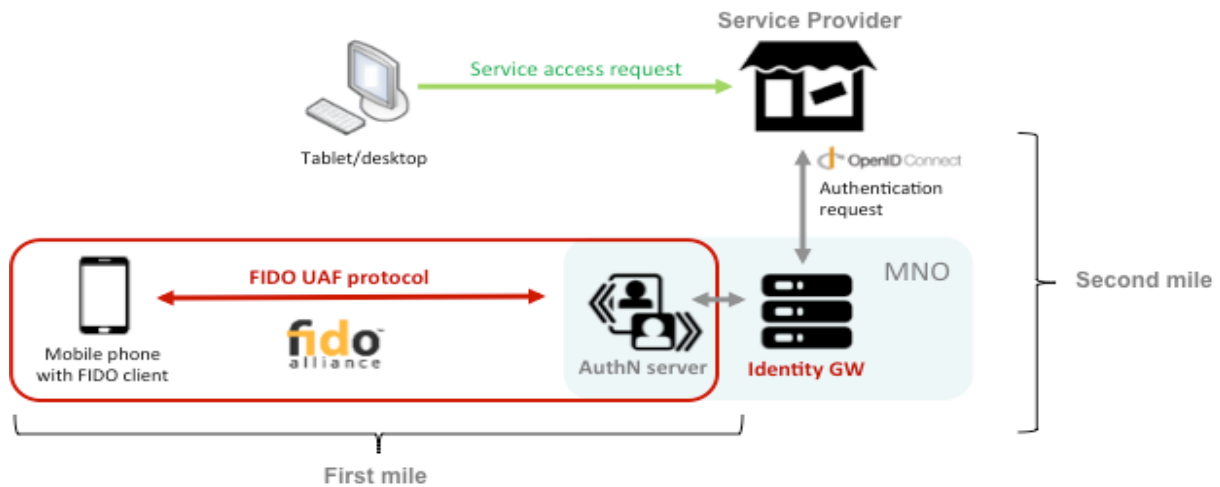 Service Provider
Service access request
Tablet/desktop
OpenID Connect
Authentication
request
MNO
Second mile
FIDO UAF protocol
fido™
alliance
Mobile phone
with FIDO client
AuthN server
Identity GW
First mile